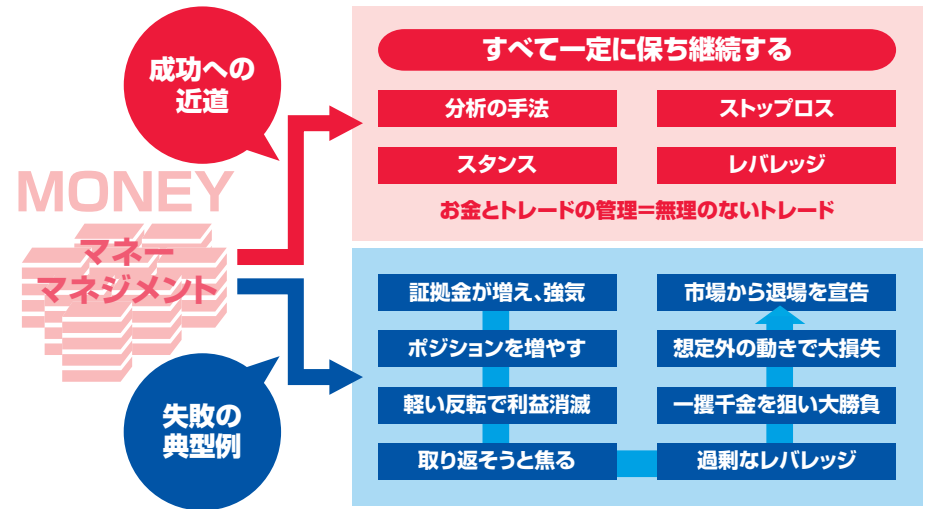 成功への
近道
MONEY
マネー
マネジメント
失敗の
典型例
すべて一定に保ち継続する
分析の手法
ストップロス
スタンス
レバレッジ
お金とトレードの管理=無理のないトレード
証拠金が増え、強気
ポジションを増やす
軽い反転で利益消滅
取り返そうと焦る
過剰なレバレッジ
一攫千金を狙い大勝負
想定外の動きで大損失
市場から退場を宣告